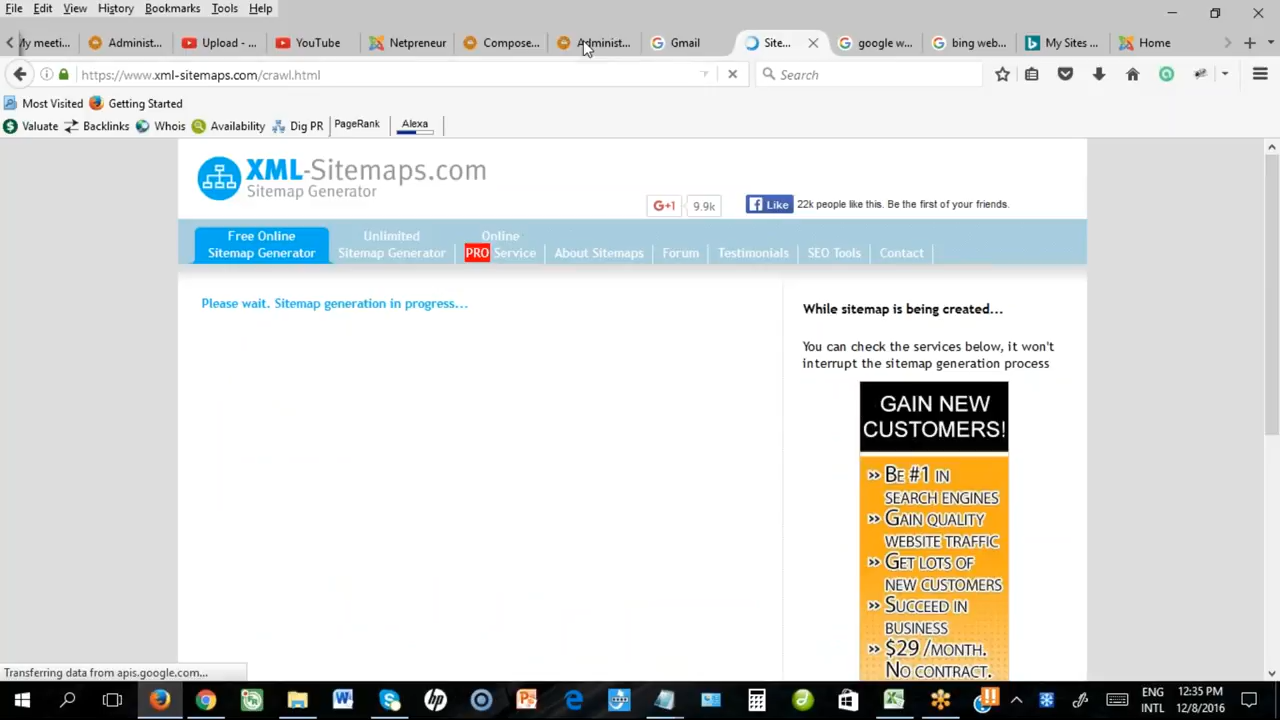 File Edit View History Bookmarks Tools Help
My meeti... Administ... Upload - ... YouTube Netpreneur Compose... Administ... Gmail Site... google w... bing web... My Sites ... Home
https://www.xml-sitemaps.com/crawl.html Search
Most Visited Getting Started
Valuate Backlinks Whois Availability Dig PR PageRank Alexa
XML-Sitemaps.com
Sitemap Generator
G+1 9.9k Like 22k people like this. Be the first of your friends.
Free Online
Sitemap Generator
Unlimited
Sitemap Generator
Online
PRO Service
About Sitemaps Forum Testimonials SEO Tools Contact
Please wait. Sitemap generation in progress...
While sitemap is being created...
You can check the services below, it won't
interrupt the sitemap generation process
GAIN NEW
CUSTOMERS!
>> BE #1 IN
SEARCH ENGINES
>> GAIN QUALITY
WEBSITE TRAFFIC
>> GET LOTS OF
NEW CUSTOMERS
>> SUCCEED IN
BUSINESS
>> $29 /MONTH.
NO CONTRACT.
Transferring data from apis.google.com...
ENG
INTL
12:35 PM
12/8/2016